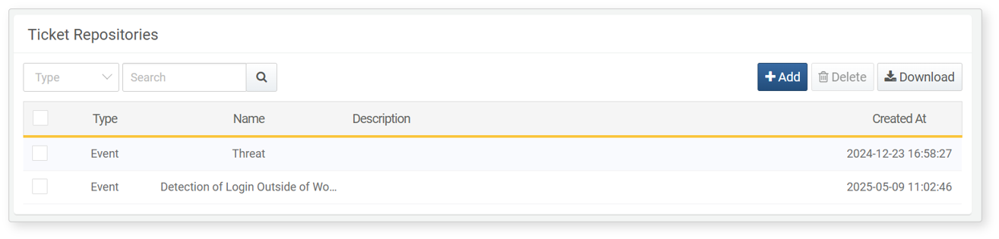 Ticket Repositories
Type Search Add Delete Download
Type Name Description Created At
Event Threat 2024-12-23 16:58:27
Event Detection of Login Outside of Wo... 2025-05-09 11:02:46